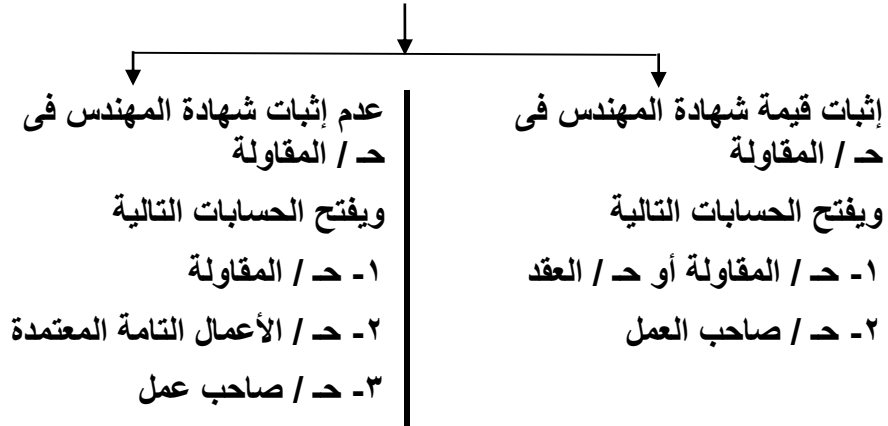 إثبات قيمة شهادة المهندس فى
حـ / المقاولة
ويفتح الحسابات التالية
١- حـ / المقاولة أو حـ / العقد
٢- حـ / صاحب العمل
عدم إثبات شهادة المهندس فى
حـ / المقاولة
ويفتح الحسابات التالية
١- حـ / المقاولة
٢- حـ / الأعمال التامة المعتمدة
٣- حـ / صاحب عمل